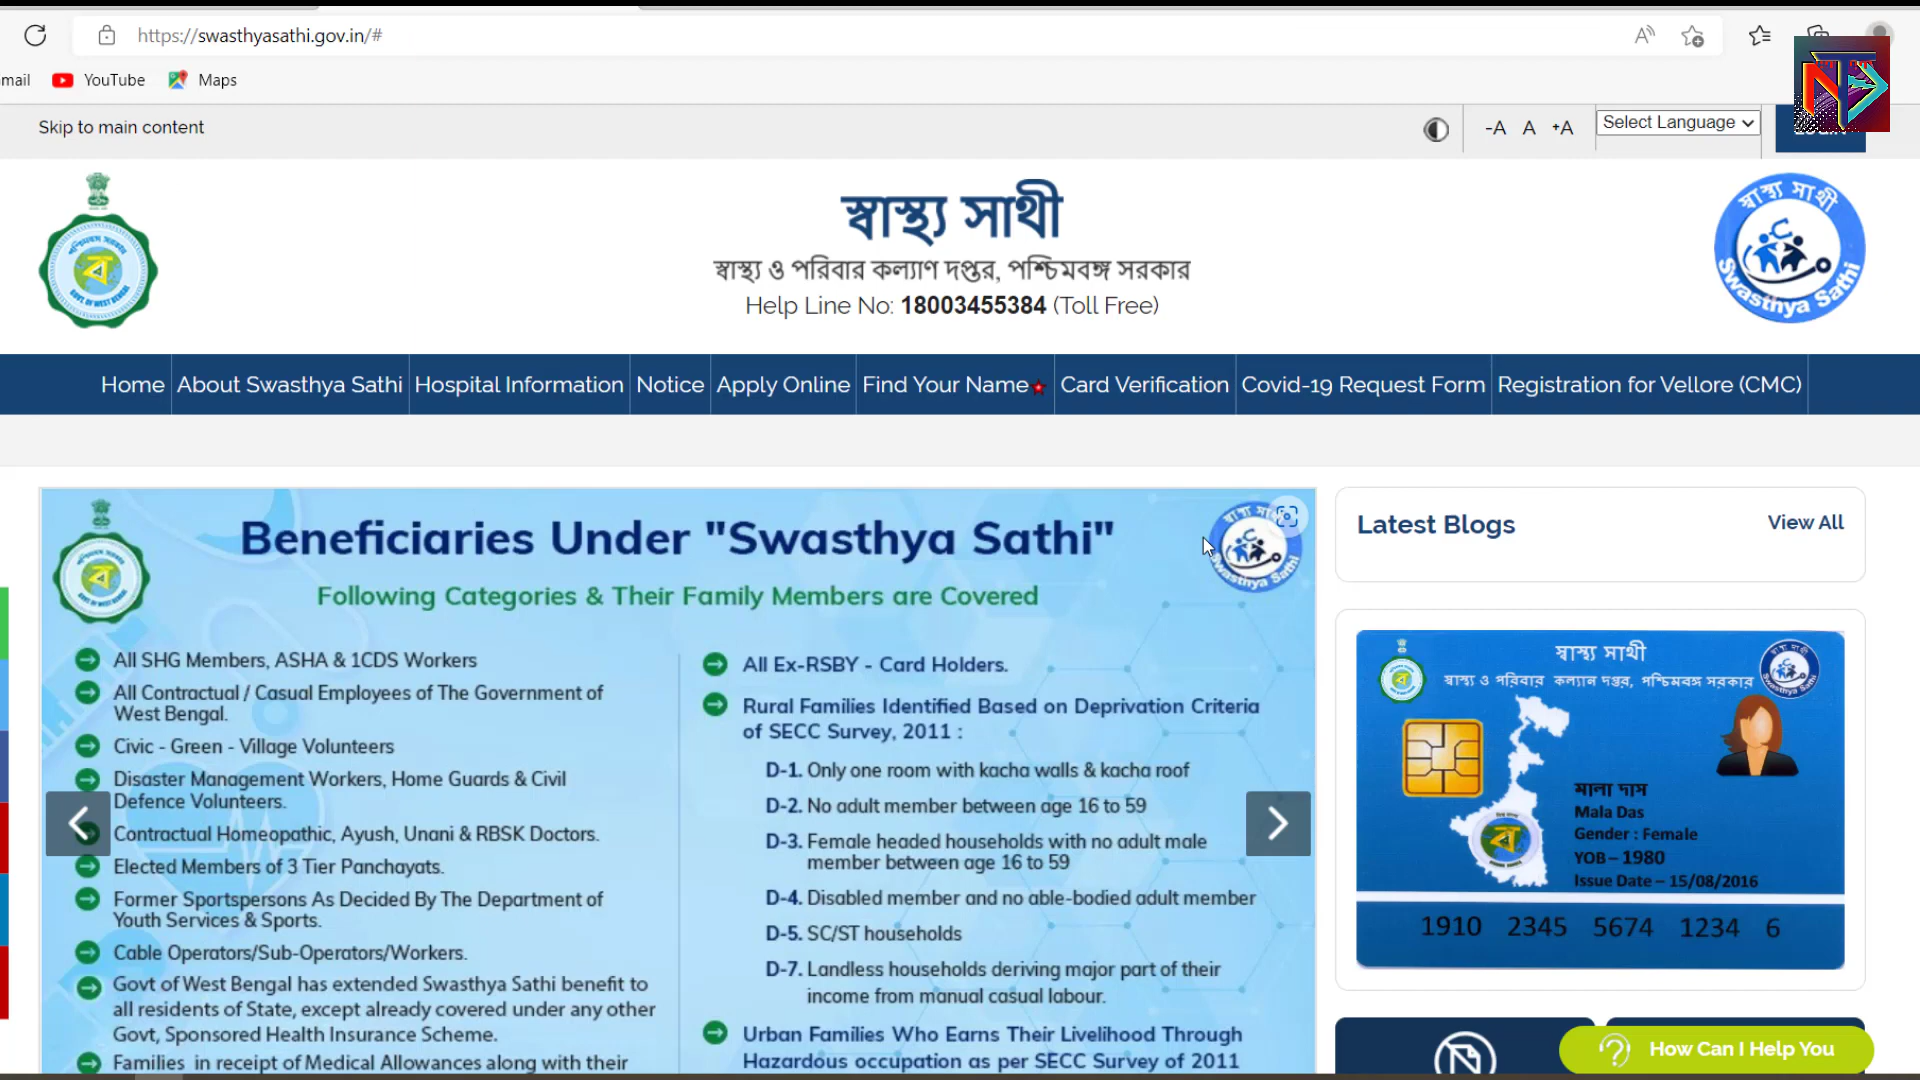 https://swasthyasathi.gov.in/#
mail YouTube Maps
Skip to main content
-A A +A Select Language
স্বাস্থ্য সাথী
স্বাস্থ্য ও পরিবার কল্যাণ দপ্তর, পশ্চিমবঙ্গ সরকার
Help Line No: 18003455384 (Toll Free)
স্বাস্থ্য সাথী
Swasthya Sathi
Home About Swasthya Sathi Hospital Information Notice Apply Online Find Your Name Card Verification Covid-19 Request Form Registration for Vellore (CMC)
Beneficiaries Under "Swasthya Sathi"
Following Categories & Their Family Members are Covered
All SHG Members, ASHA & 1CDS Workers
All Contractual / Casual Employees of The Government of
West Bengal.
Civic - Green - Village Volunteers
Disaster Management Workers, Home Guards & Civil
Defence Volunteers.
Contractual Homeopathic, Ayush, Unani & RBSK Doctors.
Elected Members of 3 Tier Panchayats.
Former Sportspersons As Decided By The Department of
Youth Services & Sports.
Cable Operators/Sub-Operators/Workers.
Govt of West Bengal has extended Swasthya Sathi benefit to
all residents of State, except already covered under any other
Govt, Sponsored Health Insurance Scheme.
Families in receipt of Medical Allowances along with their
All Ex-RSBY - Card Holders.
Rural Families Identified Based on Deprivation Criteria
of SECC Survey, 2011 :
D-1. Only one room with kacha walls & kacha roof
D-2. No adult member between age 16 to 59
D-3. Female headed households with no adult male
member between age 16 to 59
D-4. Disabled member and no able-bodied adult member
D-5. SC/ST households
D-7. Landless households deriving major part of their
income from manual casual labour.
Urban Families Who Earns Their Livelihood Through
Hazardous occupation as per SECC Survey of 2011
Latest Blogs View All
স্বাস্থ্য সাথী
স্বাস্থ্য ও পরিবার কল্যান দপ্তর, পশ্চিমবঙ্গ সরকার
মালা দাস
Mala Das
Gender : Female
YOB – 1980
Issue Date – 15/08/2016
1910 2345 5674 1234 6
How Can I Help You